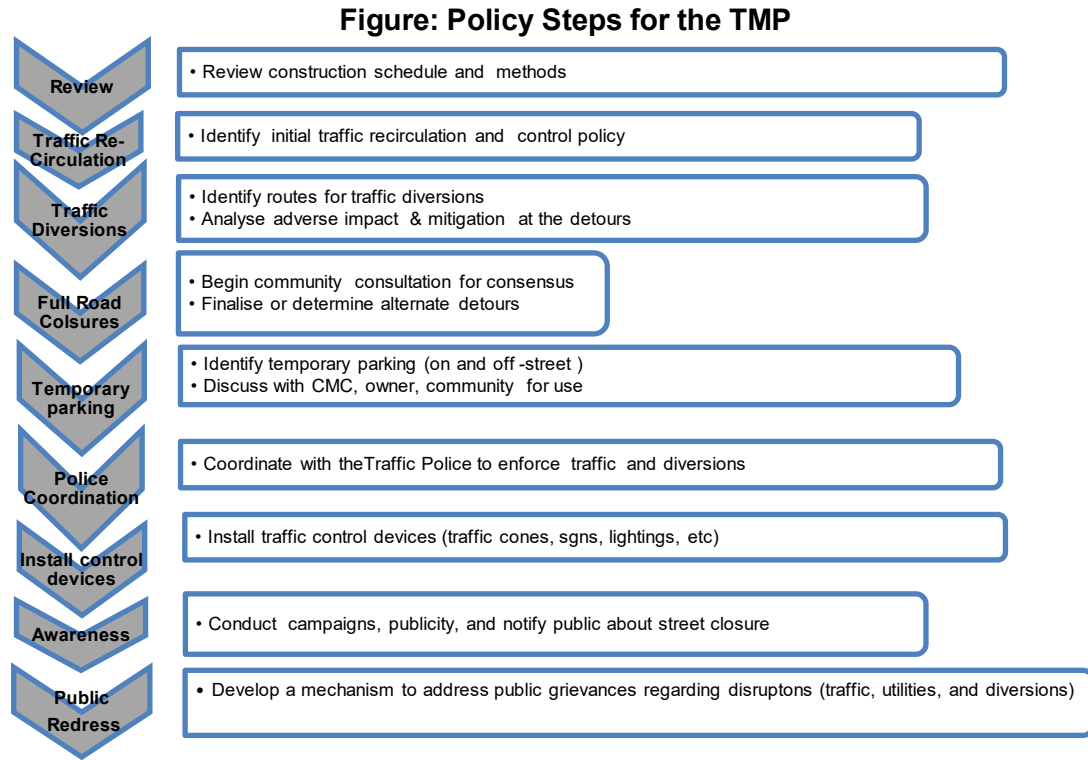 Figure: Policy Steps for the TMP
Review
• Review construction schedule and methods
Traffic Re-
Circulation
• Identify initial traffic recirculation and control policy
Traffic
Diversions
• Identify routes for traffic diversions
• Analyse adverse impact & mitigation at the detours
Full Road
Colsures
• Begin community consultation for consensus
• Finalise or determine alternate detours
Temporary
parking
• Identify temporary parking (on and off -street )
• Discuss with CMC, owner, community for use
Police
Coordination
• Coordinate with theTraffic Police to enforce traffic and diversions
Install control
devices
• Install traffic control devices (traffic cones, sgns, lightings, etc)
Awareness
• Conduct campaigns, publicity, and notify public about street closure
Public
Redress
• Develop a mechanism to address public grievances regarding disruptons (traffic, utilities, and diversions)